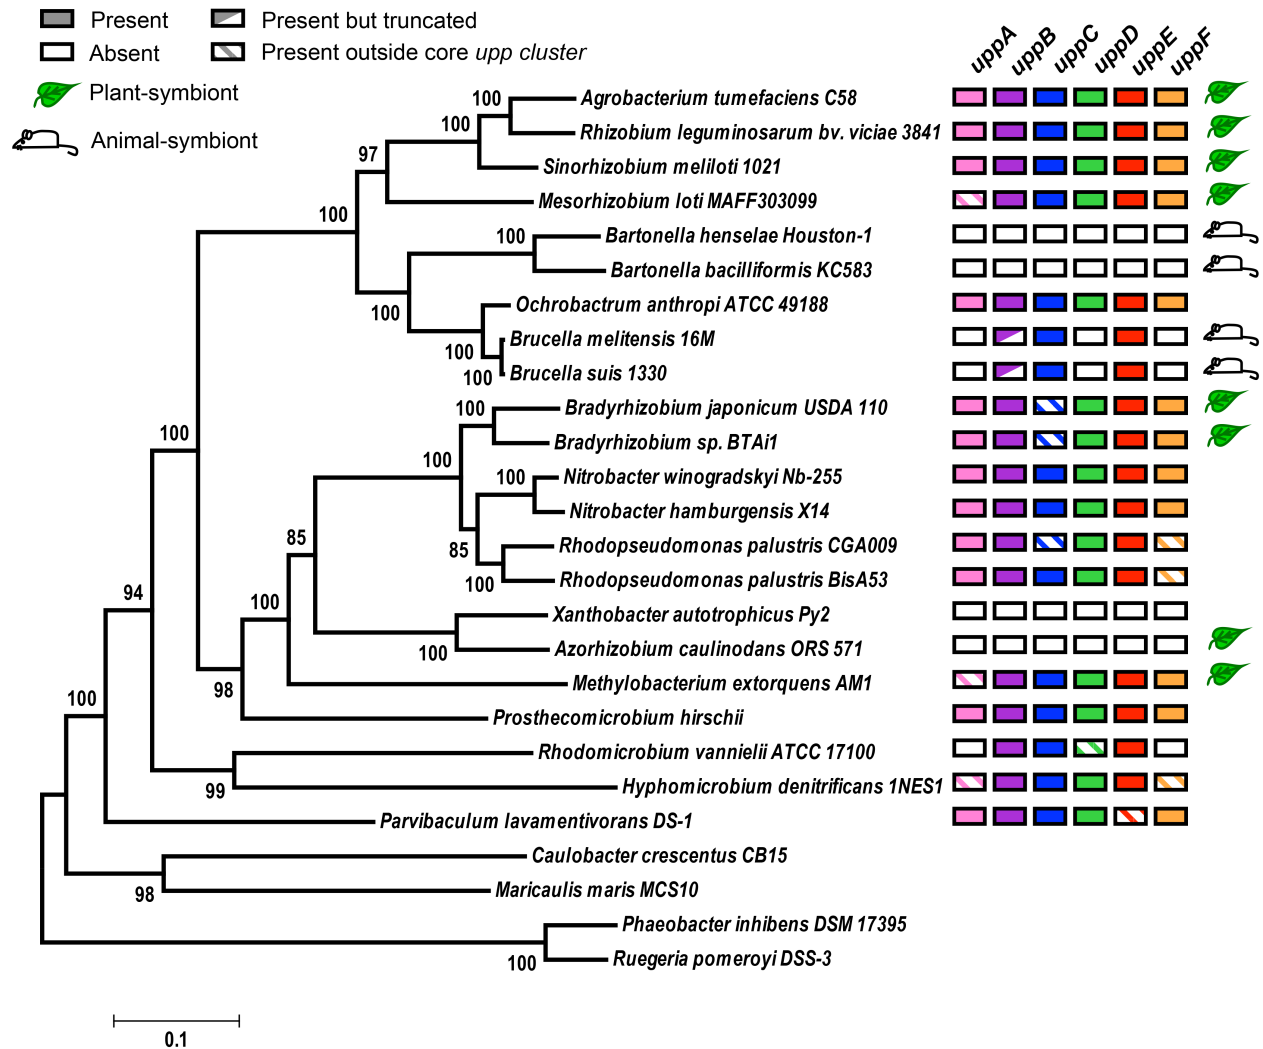 Present
Present but truncated
Absent
Present outside core upp cluster
Plant-symbiont
Animal-symbiont
uppA
uppB
uppC
uppD
uppE
uppF
100
Agrobacterium tumefaciens C58
100
Rhizobium leguminosarum bv. viciae 3841
97
Sinorhizobium meliloti 1021
Mesorhizobium loti MAFF303099
100
100
Bartonella henselae Houston-1
Bartonella bacilliformis KC583
100
Ochrobactrum anthropi ATCC 49188
Brucella melitensis 16M
100
100
Brucella suis 1330
100
Bradyrhizobium japonicum USDA 110
100
Bradyrhizobium sp. BTAi1
100
100
Nitrobacter winogradskyi Nb-255
Nitrobacter hamburgensis X14
85
85
Rhodopseudomonas palustris CGA009
100
Rhodopseudomonas palustris BisA53
94
100
Xanthobacter autotrophicus Py2
100
Azorhizobium caulinodans ORS 571
98
Methylobacterium extorquens AM1
100
Prosthecomicrobium hirschii
Rhodomicrobium vannielii ATCC 17100
99
Hyphomicrobium denitrificans 1NES1
Parvibaculum lavamentivorans DS-1
Caulobacter crescentus CB15
98
Maricaulis maris MCS10
Phaeobacter inhibens DSM 17395
100
Ruegeria pomeroyi DSS-3
0.1